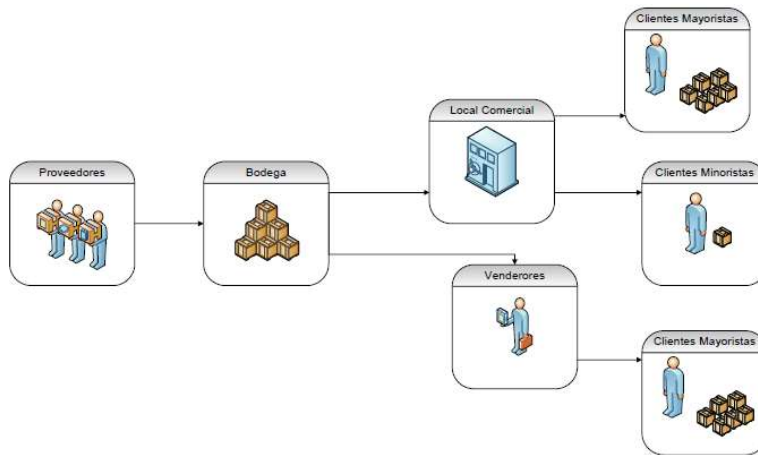 Clientes Mayoristas
Local Comercial
Proveedores
Bodega
Clientes Minoristas
Venderores
Clientes Mayoristas